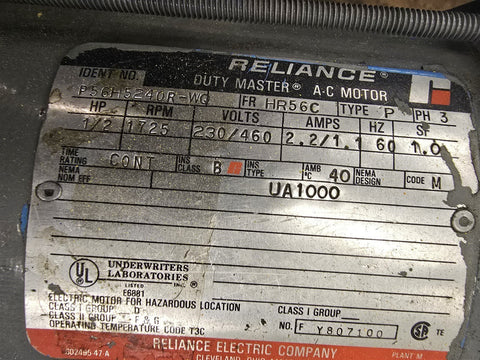 RELIANCE
DUTY MASTER® A-C MOTOR
IDENT NO. P56H5240R-WQ FR HR56C TYPE P PH 3
HP RPM VOLTS AMPS HZ SF
1/2 1725 230/460 2.2/1.1 60 1.0
TIME RATING CONT INS CLASS B INS TYPE AMB °C 40 NEMA DESIGN CODE M
NEMA NOM EFF UA1000
UL UNDERWRITERS
LABORATORIES®
LISTED INC.
E6881
ELECTRIC MOTOR FOR HAZARDOUS LOCATION
CLASS I GROUP D CLASS I GROUP
CLASS II GROUP F & G NO. F Y807100 SA
OPERATING TEMPERATURE CODE T3C
RELIANCE ELECTRIC COMPANY
CLEVELAND, OHIO
PLANT M